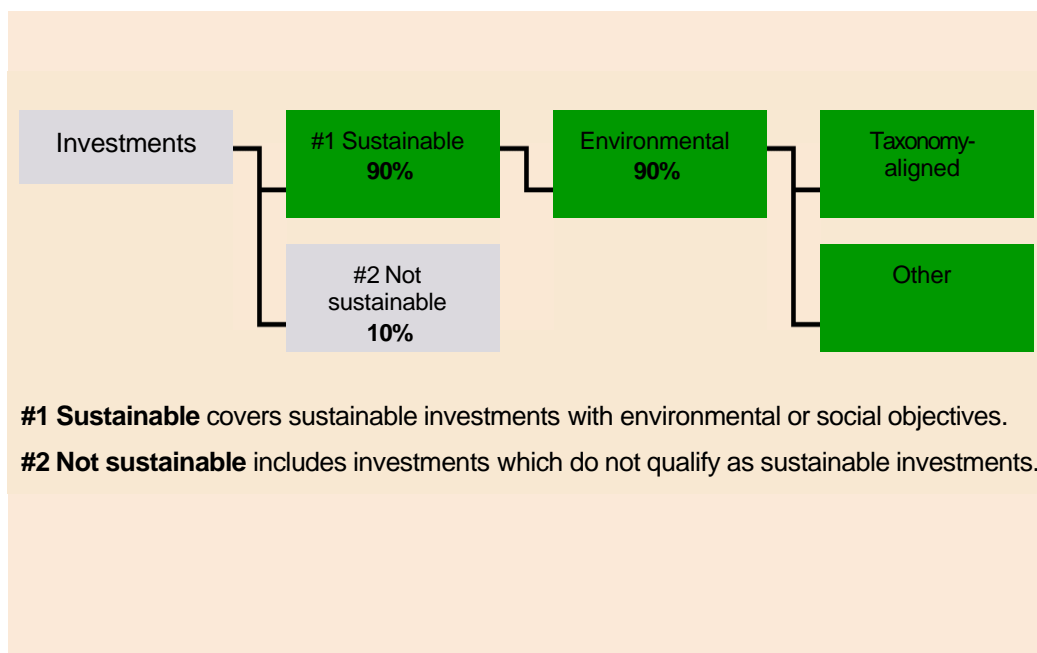 Investments
#1 Sustainable
90%
Environmental
90%
Taxonomy-
aligned
#2 Not
sustainable
10%
Other
#1 Sustainable covers sustainable investments with environmental or social objectives.
#2 Not sustainable includes investments which do not qualify as sustainable investments.